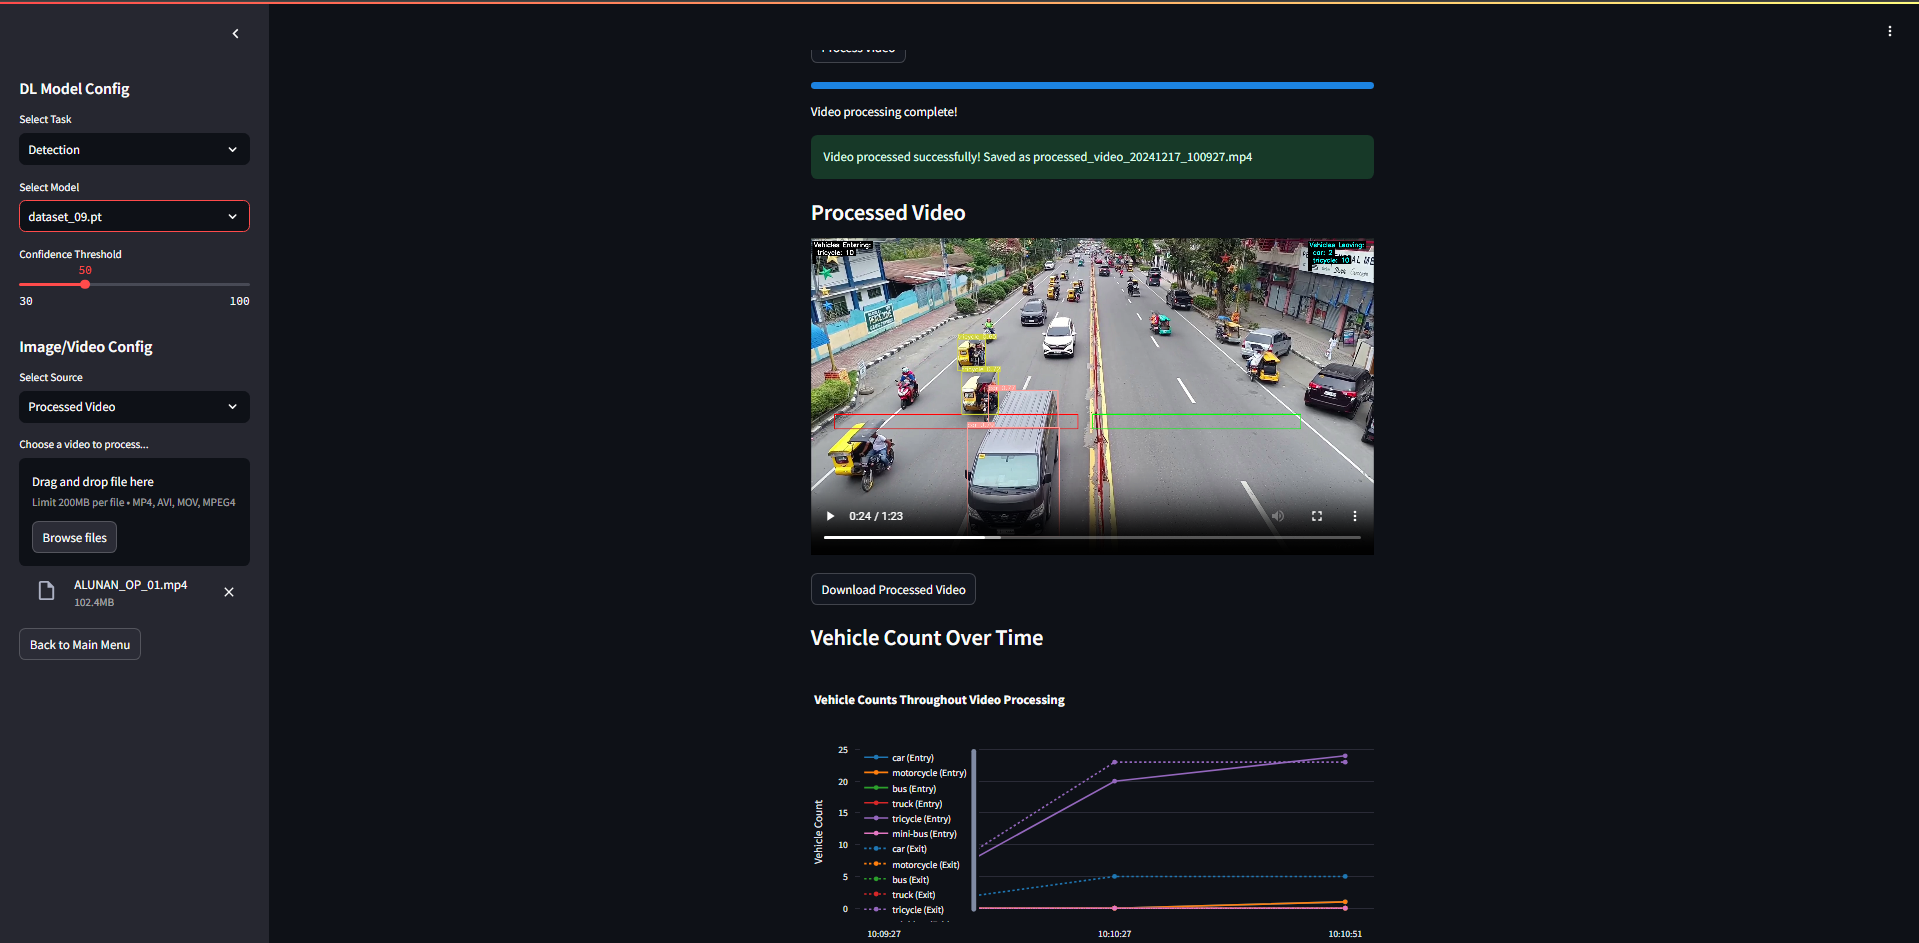 DL Model Config
Select Task
Detection
Select Model
dataset_09.pt
Confidence Threshold
50
30 100
Image/Video Config
Select Source
Processed Video
Choose a video to process...
Drag and drop file here
Limit 200MB per file • MP4, AVI, MOV, MPEG4
Browse files
ALUNAN_OP_01.mp4
102.4MB
Back to Main Menu
Process Video
Video processing complete!
Video processed successfully! Saved as processed_video_20241217_100927.mp4
Processed Video
Vehicles Entering:
tricycle: 10
Vehicles Leaving:
car: 2
tricycle: 10
0:24 / 1:23
Download Processed Video
Vehicle Count Over Time
Vehicle Counts Throughout Video Processing
Vehicle Count
25
20
15
10
5
0
car (Entry)
motorcycle (Entry)
bus (Entry)
truck (Entry)
tricycle (Entry)
mini-bus (Entry)
car (Exit)
motorcycle (Exit)
bus (Exit)
truck (Exit)
tricycle (Exit)
10:09:27 10:10:27 10:10:51